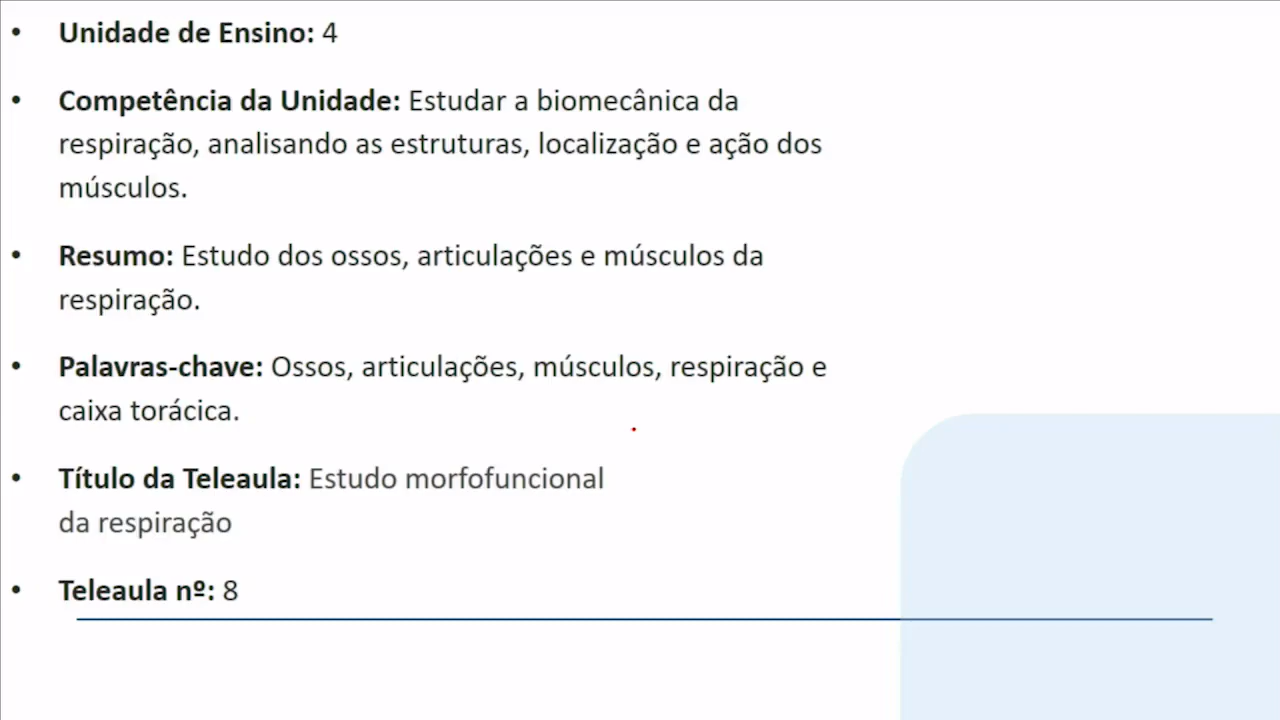 • Unidade de Ensino: 4
• Competência da Unidade: Estudar a biomecânica da
respiração, analisando as estruturas, localização e ação dos
músculos.
• Resumo: Estudo dos ossos, articulações e músculos da
respiração.
• Palavras-chave: Ossos, articulações, músculos, respiração e
caixa torácica.
• Título da Teleaula: Estudo morfofuncional
da respiração
• Teleaula nº: 8